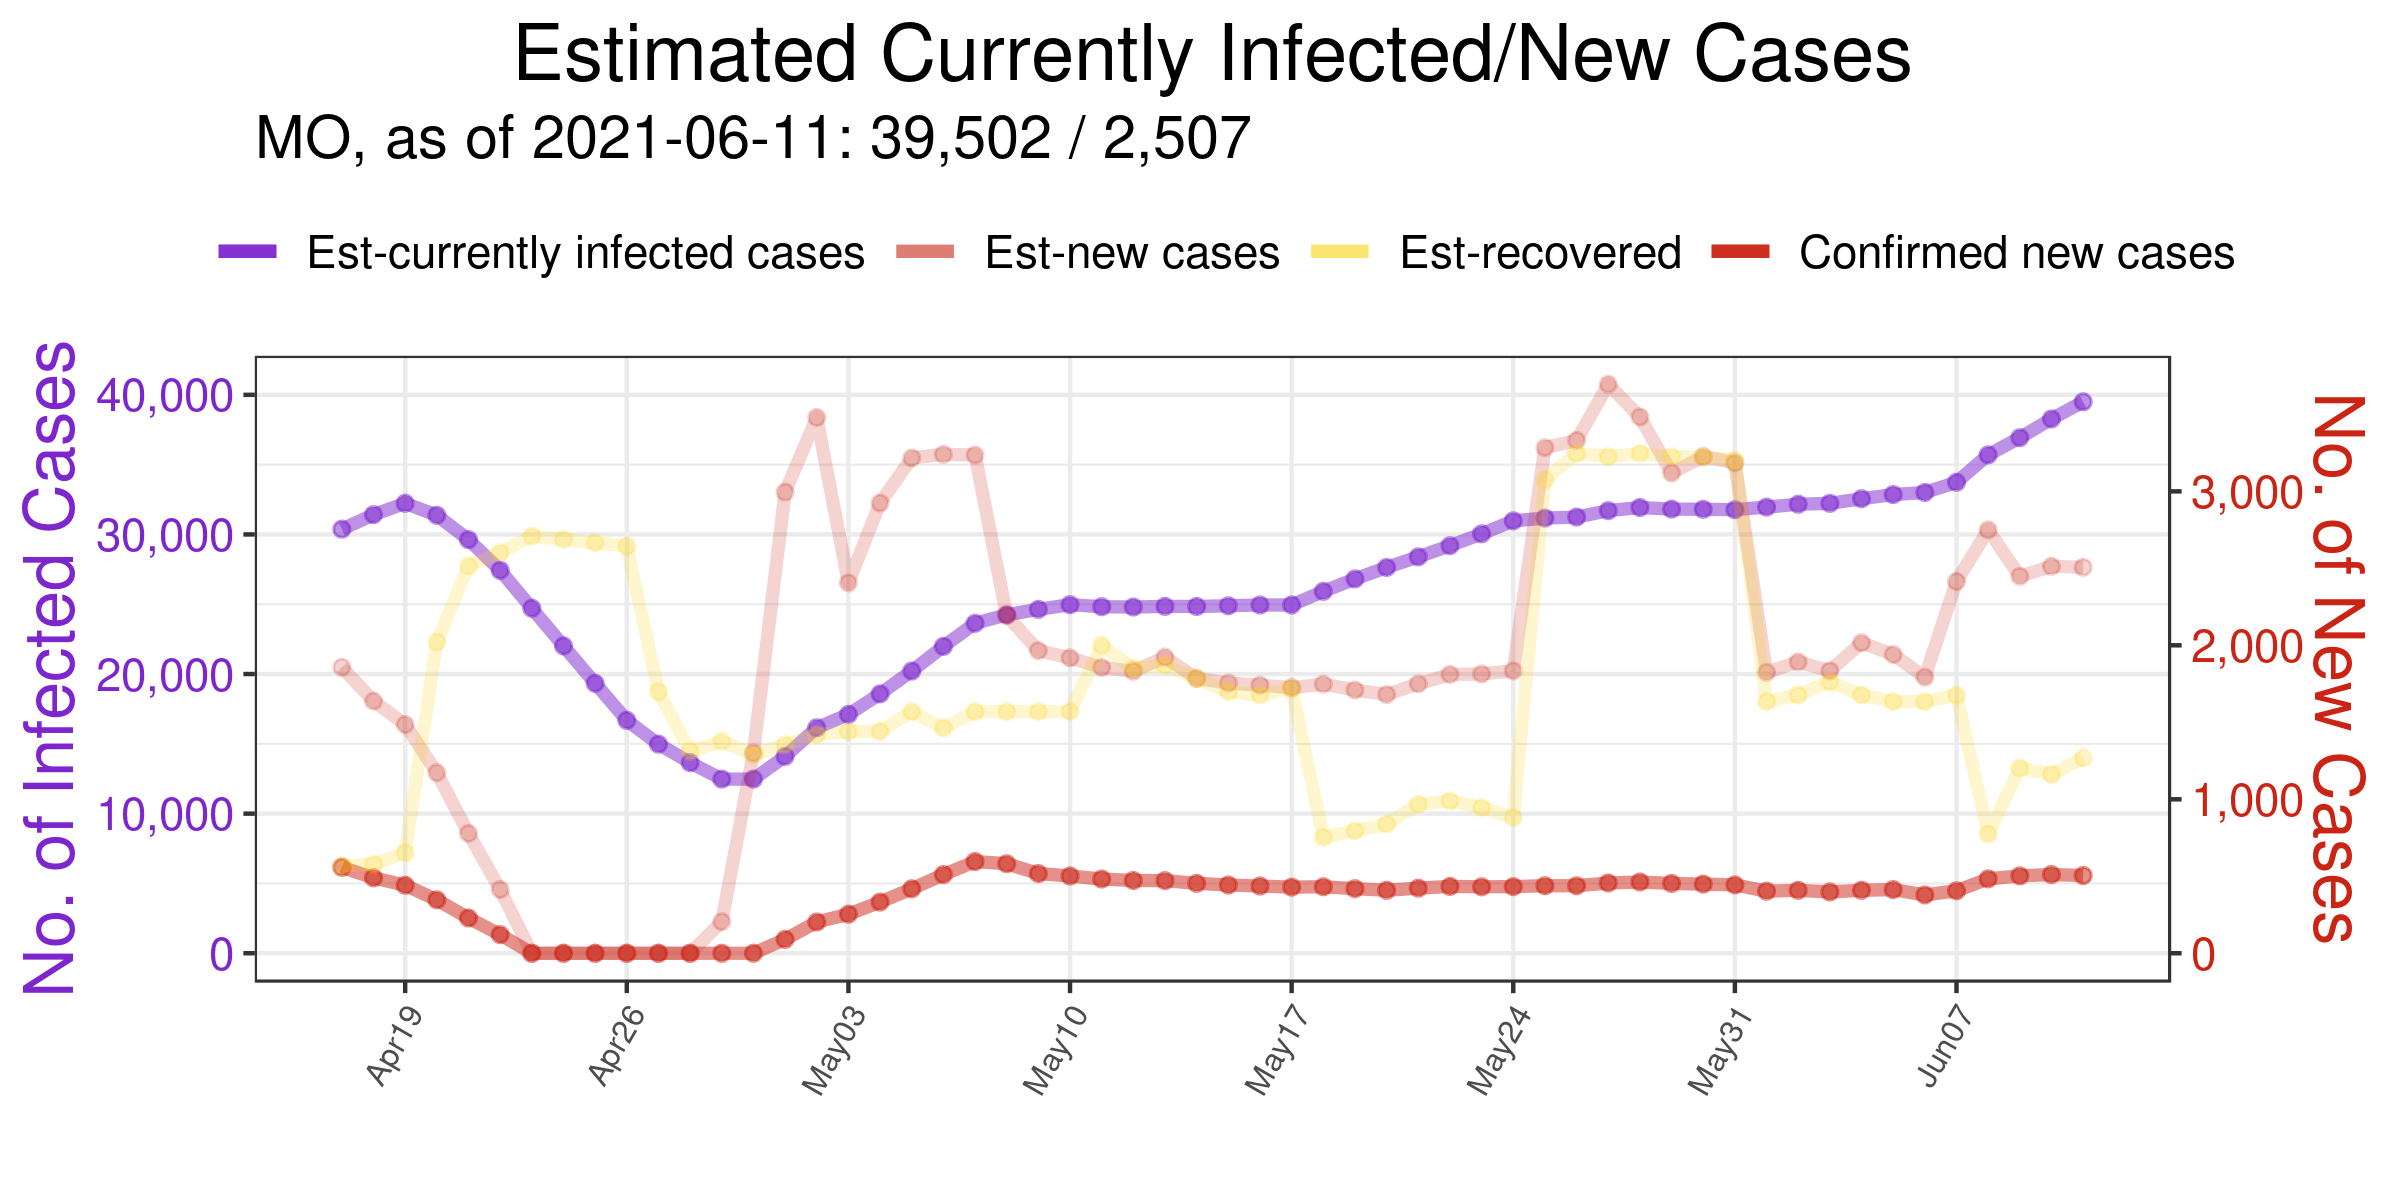 Estimated Currently Infected/New Cases
MO, as of 2021-06-11: 39,502 / 2,507
Est-currently infected cases Est-new cases Est-recovered Confirmed new cases
No. of Infected Cases
40,000
30,000
20,000
10,000
0
3,000
2,000
1,000
0
No. of New Cases
Apr19 Apr26 May03 May10 May17 May24 May31 Jun07